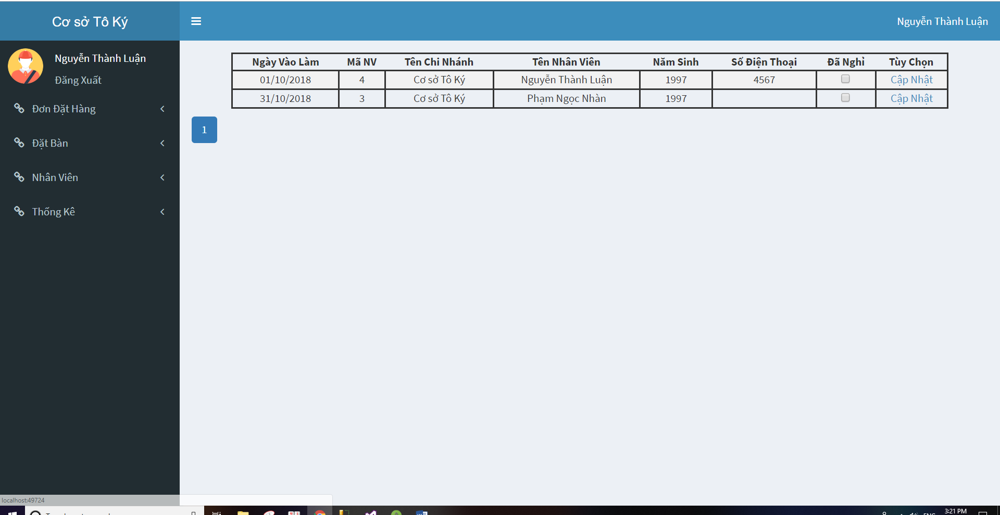 Cơ sở Tô Ký
Nguyễn Thành Luận
Nguyễn Thành Luận
Đăng Xuất
Đơn Đặt Hàng
Đặt Bàn
Nhân Viên
Thống Kê
Ngày Vào Làm Mã NV Tên Chi Nhánh Tên Nhân Viên Năm Sinh Số Điện Thoại Đã Nghỉ Tùy Chọn
01/10/2018 4 Cơ sở Tô Ký Nguyễn Thành Luận 1997 4567 Cập Nhật
31/10/2018 3 Cơ sở Tô Ký Phạm Ngọc Nhàn 1997 Cập Nhật
1
localhost:49724
ENG
3:21 PM